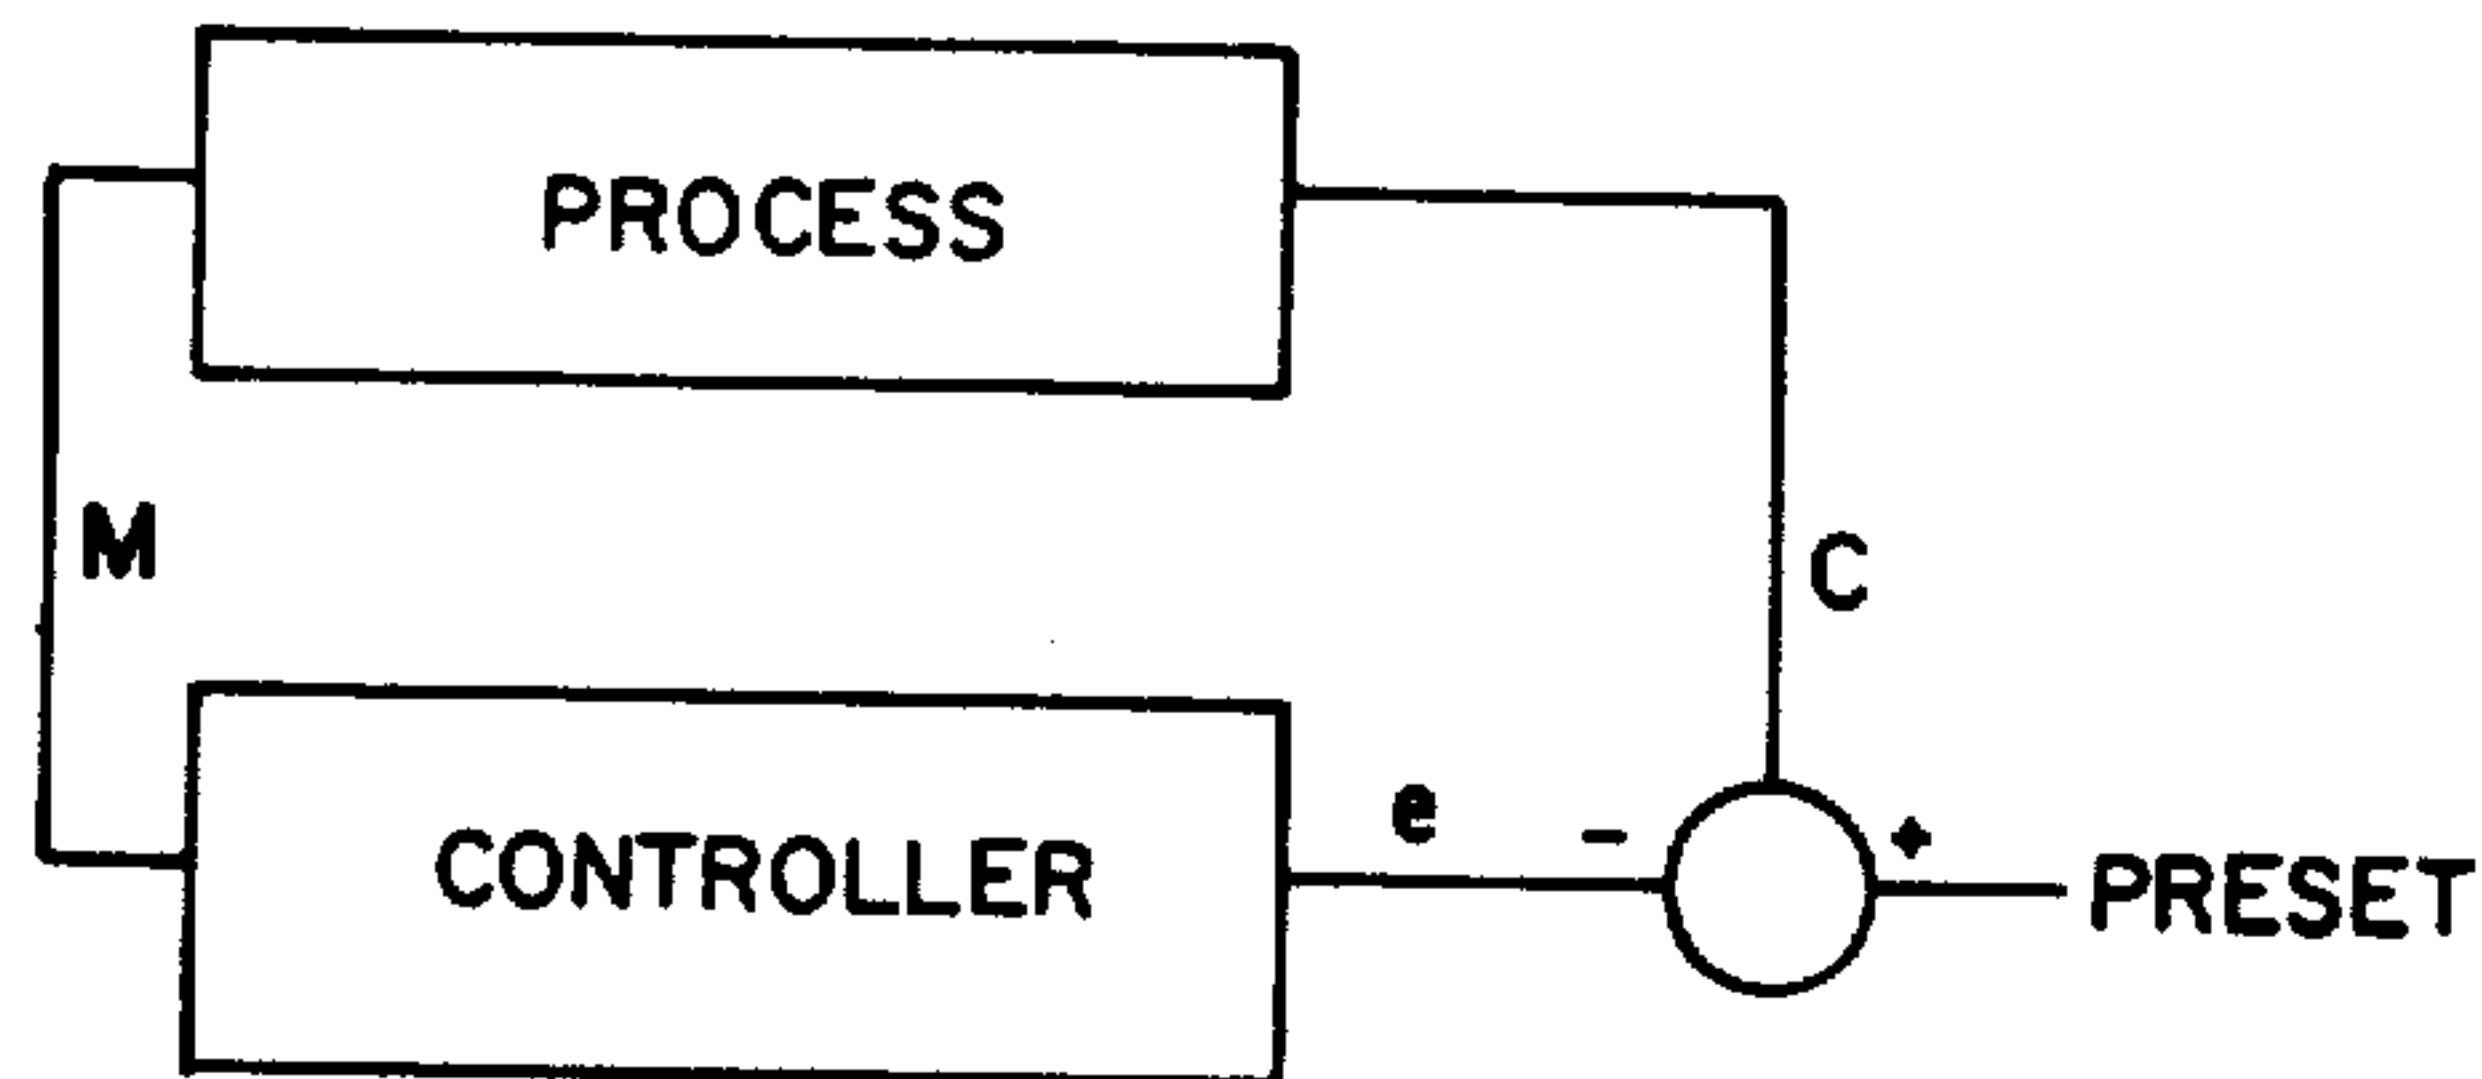 PROCESS
M
C
CONTROLLER
e
-
+
PRESET